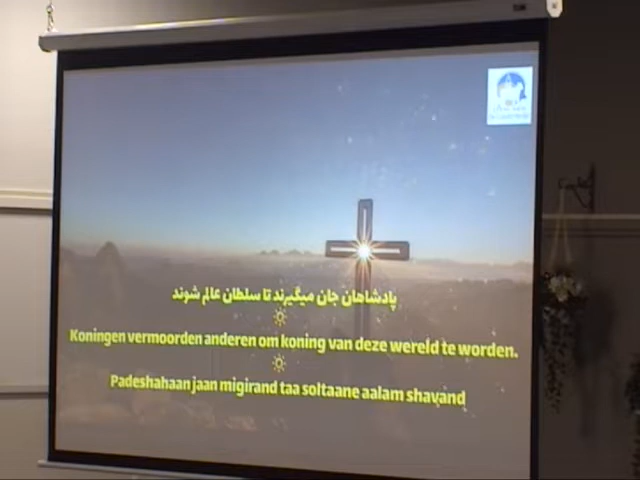 پادشاهان جان میگیرند تا سلطان عالم شوند
Koningen vermoorden anderen om koning van deze wereld te worden.
Padeshahaan jaan migirand taa soltaane aalam shavand